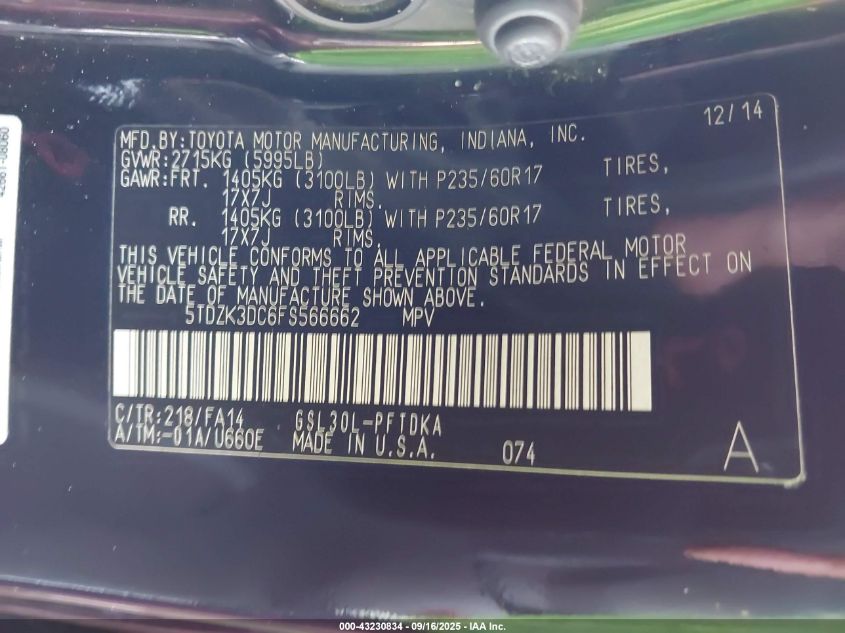 12/14
MFD.BY:TOYOTA MOTOR MANUFACTURING, INDIANA, INC.
GVWR:2715KG (5995LB)
GAWR:FRT. 1405KG (3100LB) WITH P235/60R17 TIRES,
17X7J RIMS,
RR. 1405KG (3100LB) WITH P235/60R17 TIRES,
17X7J RIMS,
THIS VEHICLE CONFORMS TO ALL APPLICABLE FEDERAL MOTOR
VEHICLE SAFETY AND THEFT PREVENTION STANDARDS IN EFFECT ON
THE DATE OF MANUFACTURE SHOWN ABOVE.
5TDZK3DC6FS566662 MPV
C/TR:218/FA14 GSL30L-PFTDKA
A/TM:-01A/U660E MADE IN U.S.A. 074 A
42661-08060
000-43230834 - 09/16/2025 - IAA Inc.